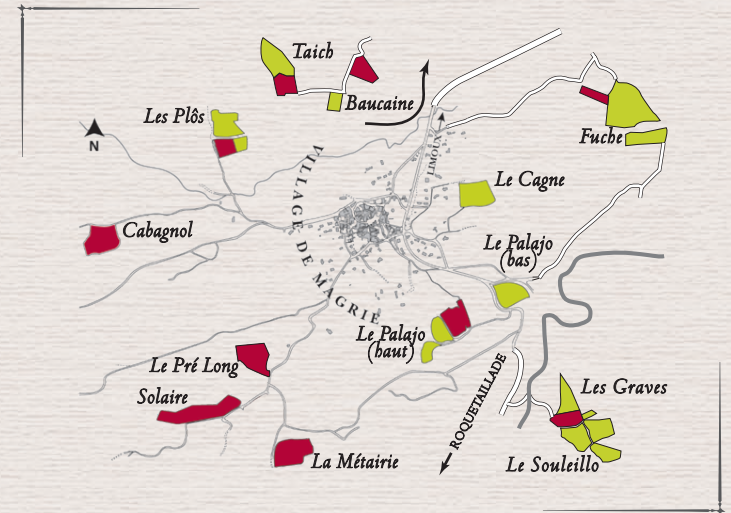 Taich
Baucaine
Les Plôs
Fuche
N
LIMOUX
Le Cagne
VILLAGE DE MAGRIE
Cabagnol
Le Palajo
(bas)
Le Palajo
(haut)
Le Pré Long
Solaire
ROQUETAILLADE
Les Graves
La Métairie
Le Souleillo